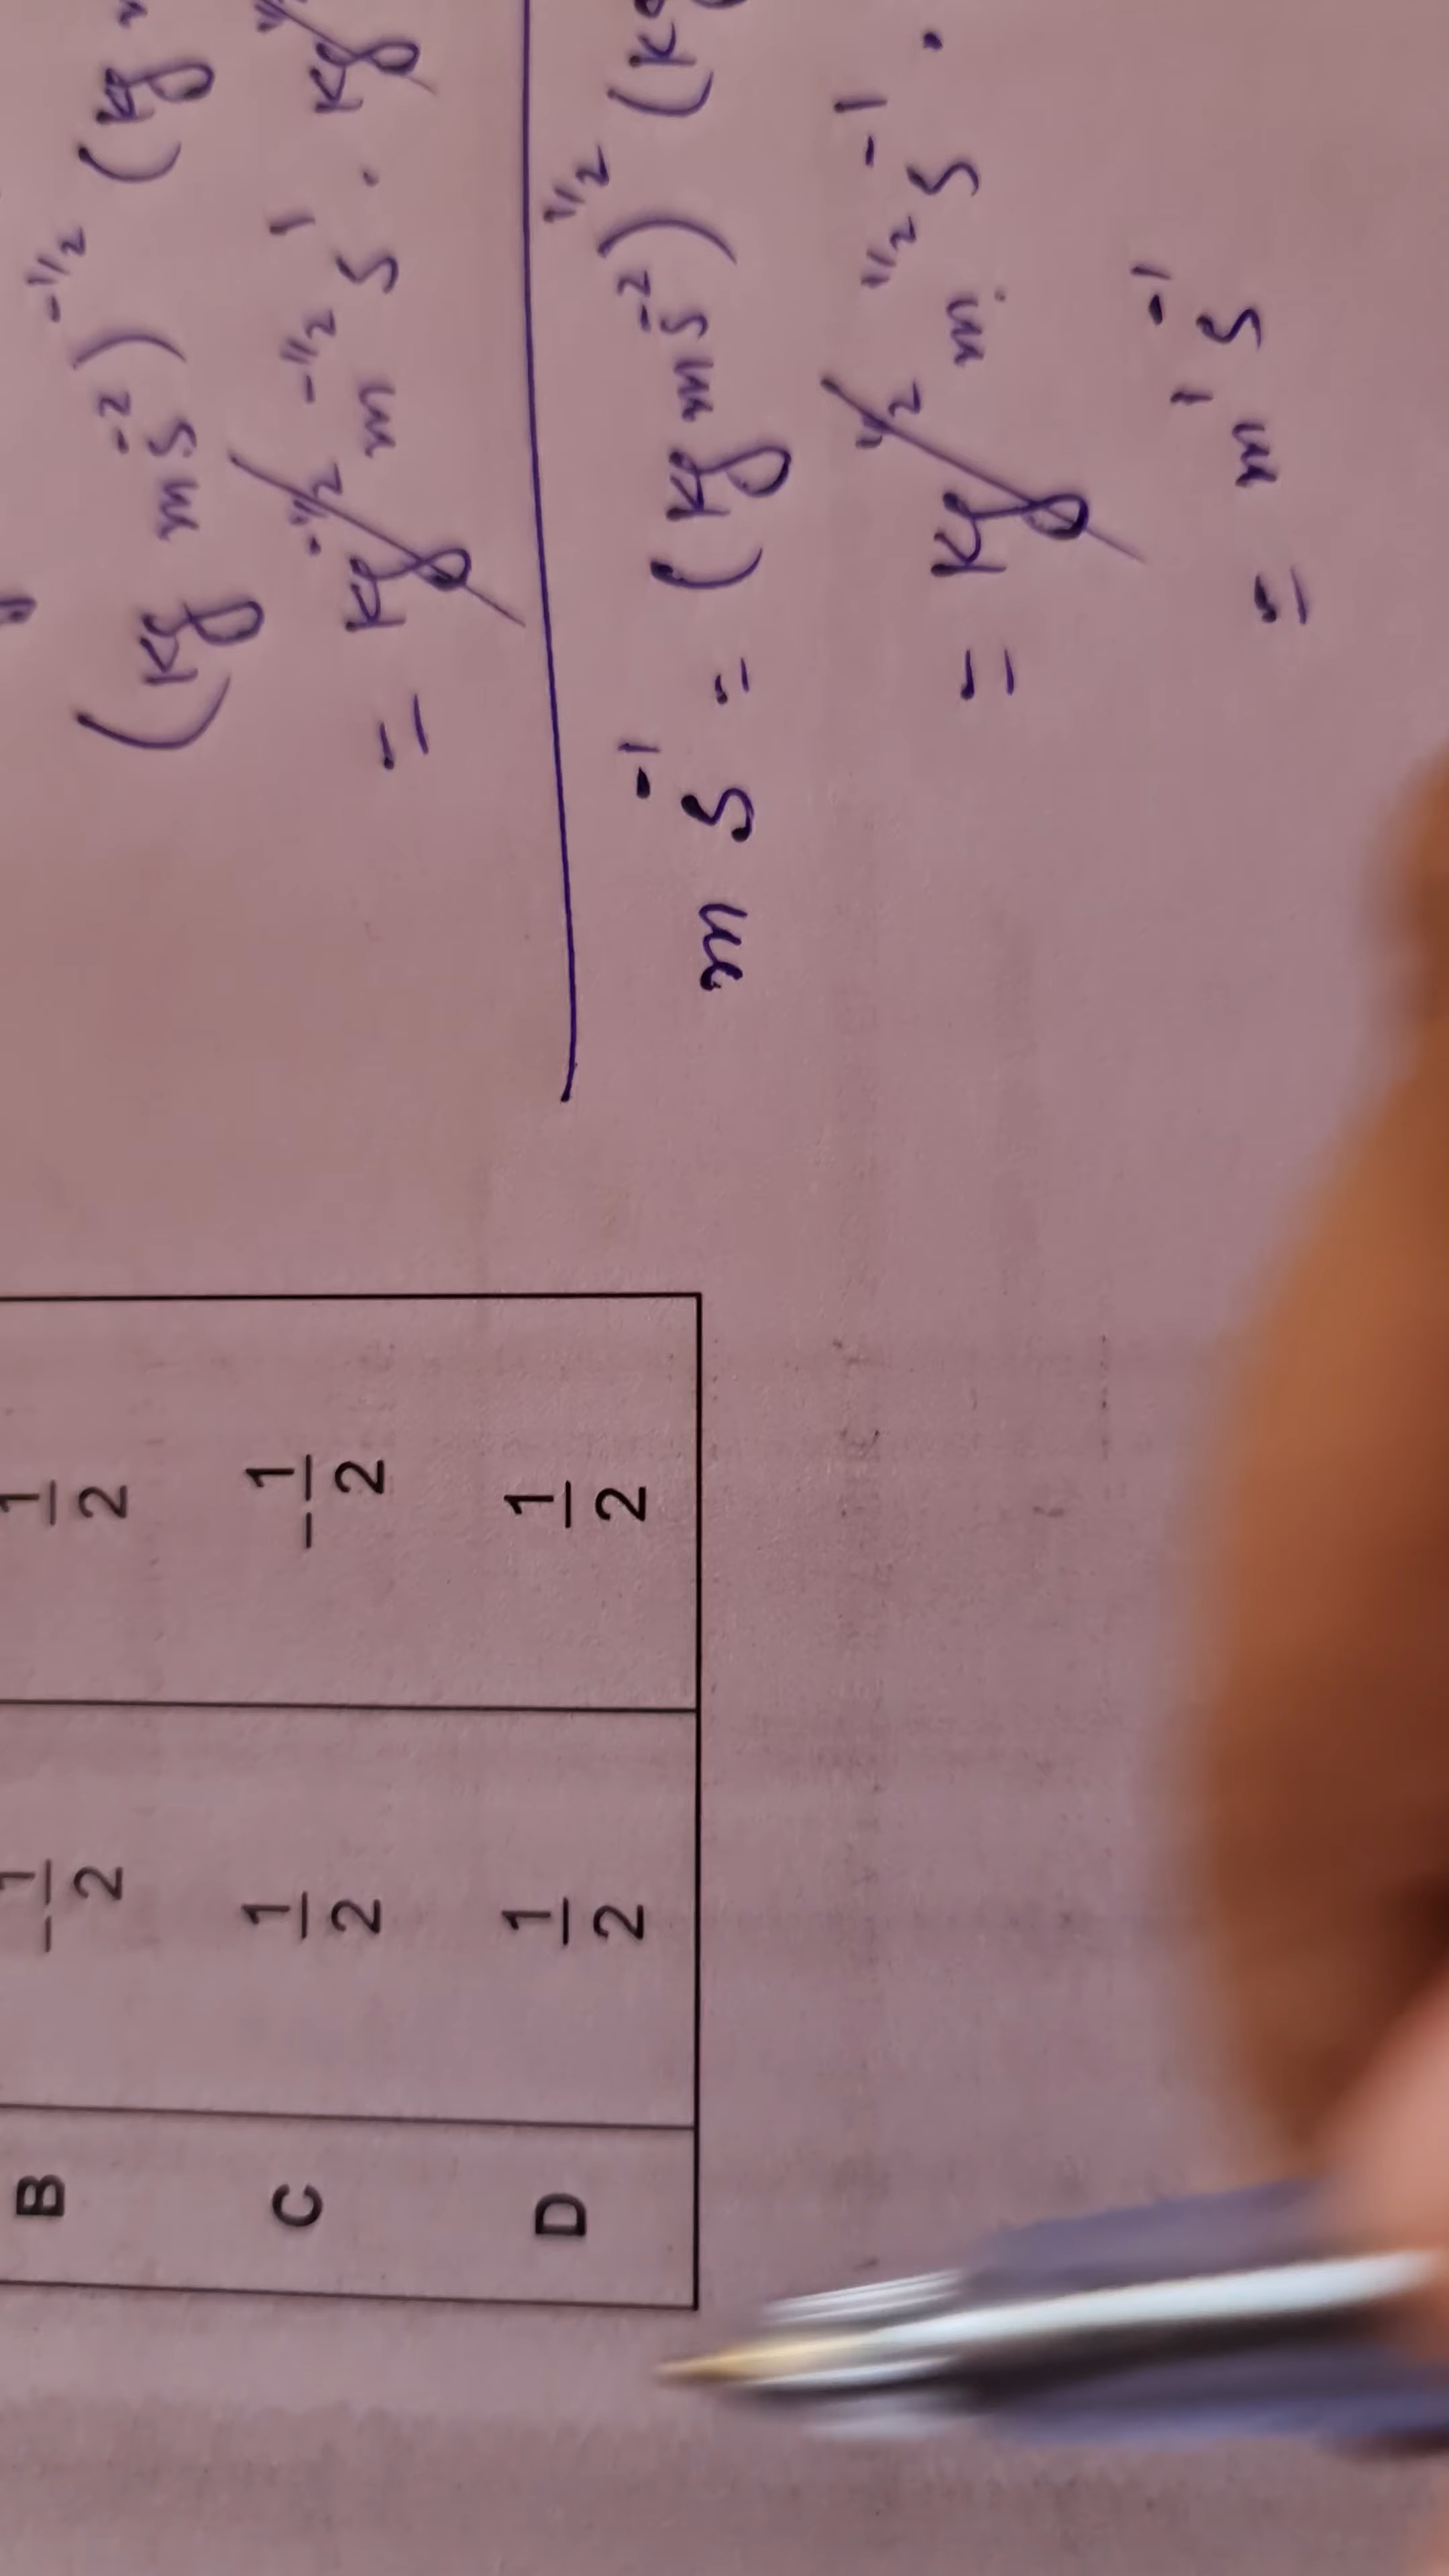 B -1/2 1/2
C 1/2 -1/2
D 1/2 1/2
(kg m s⁻²)^-1/2 (kg
= kg^-1/2 m^-1/2 s^1 . kg
m s⁻¹ = (kg m s⁻²)^1/2 (
= kg^1/2 m^1/2 s⁻¹ .
= m^1 s⁻¹